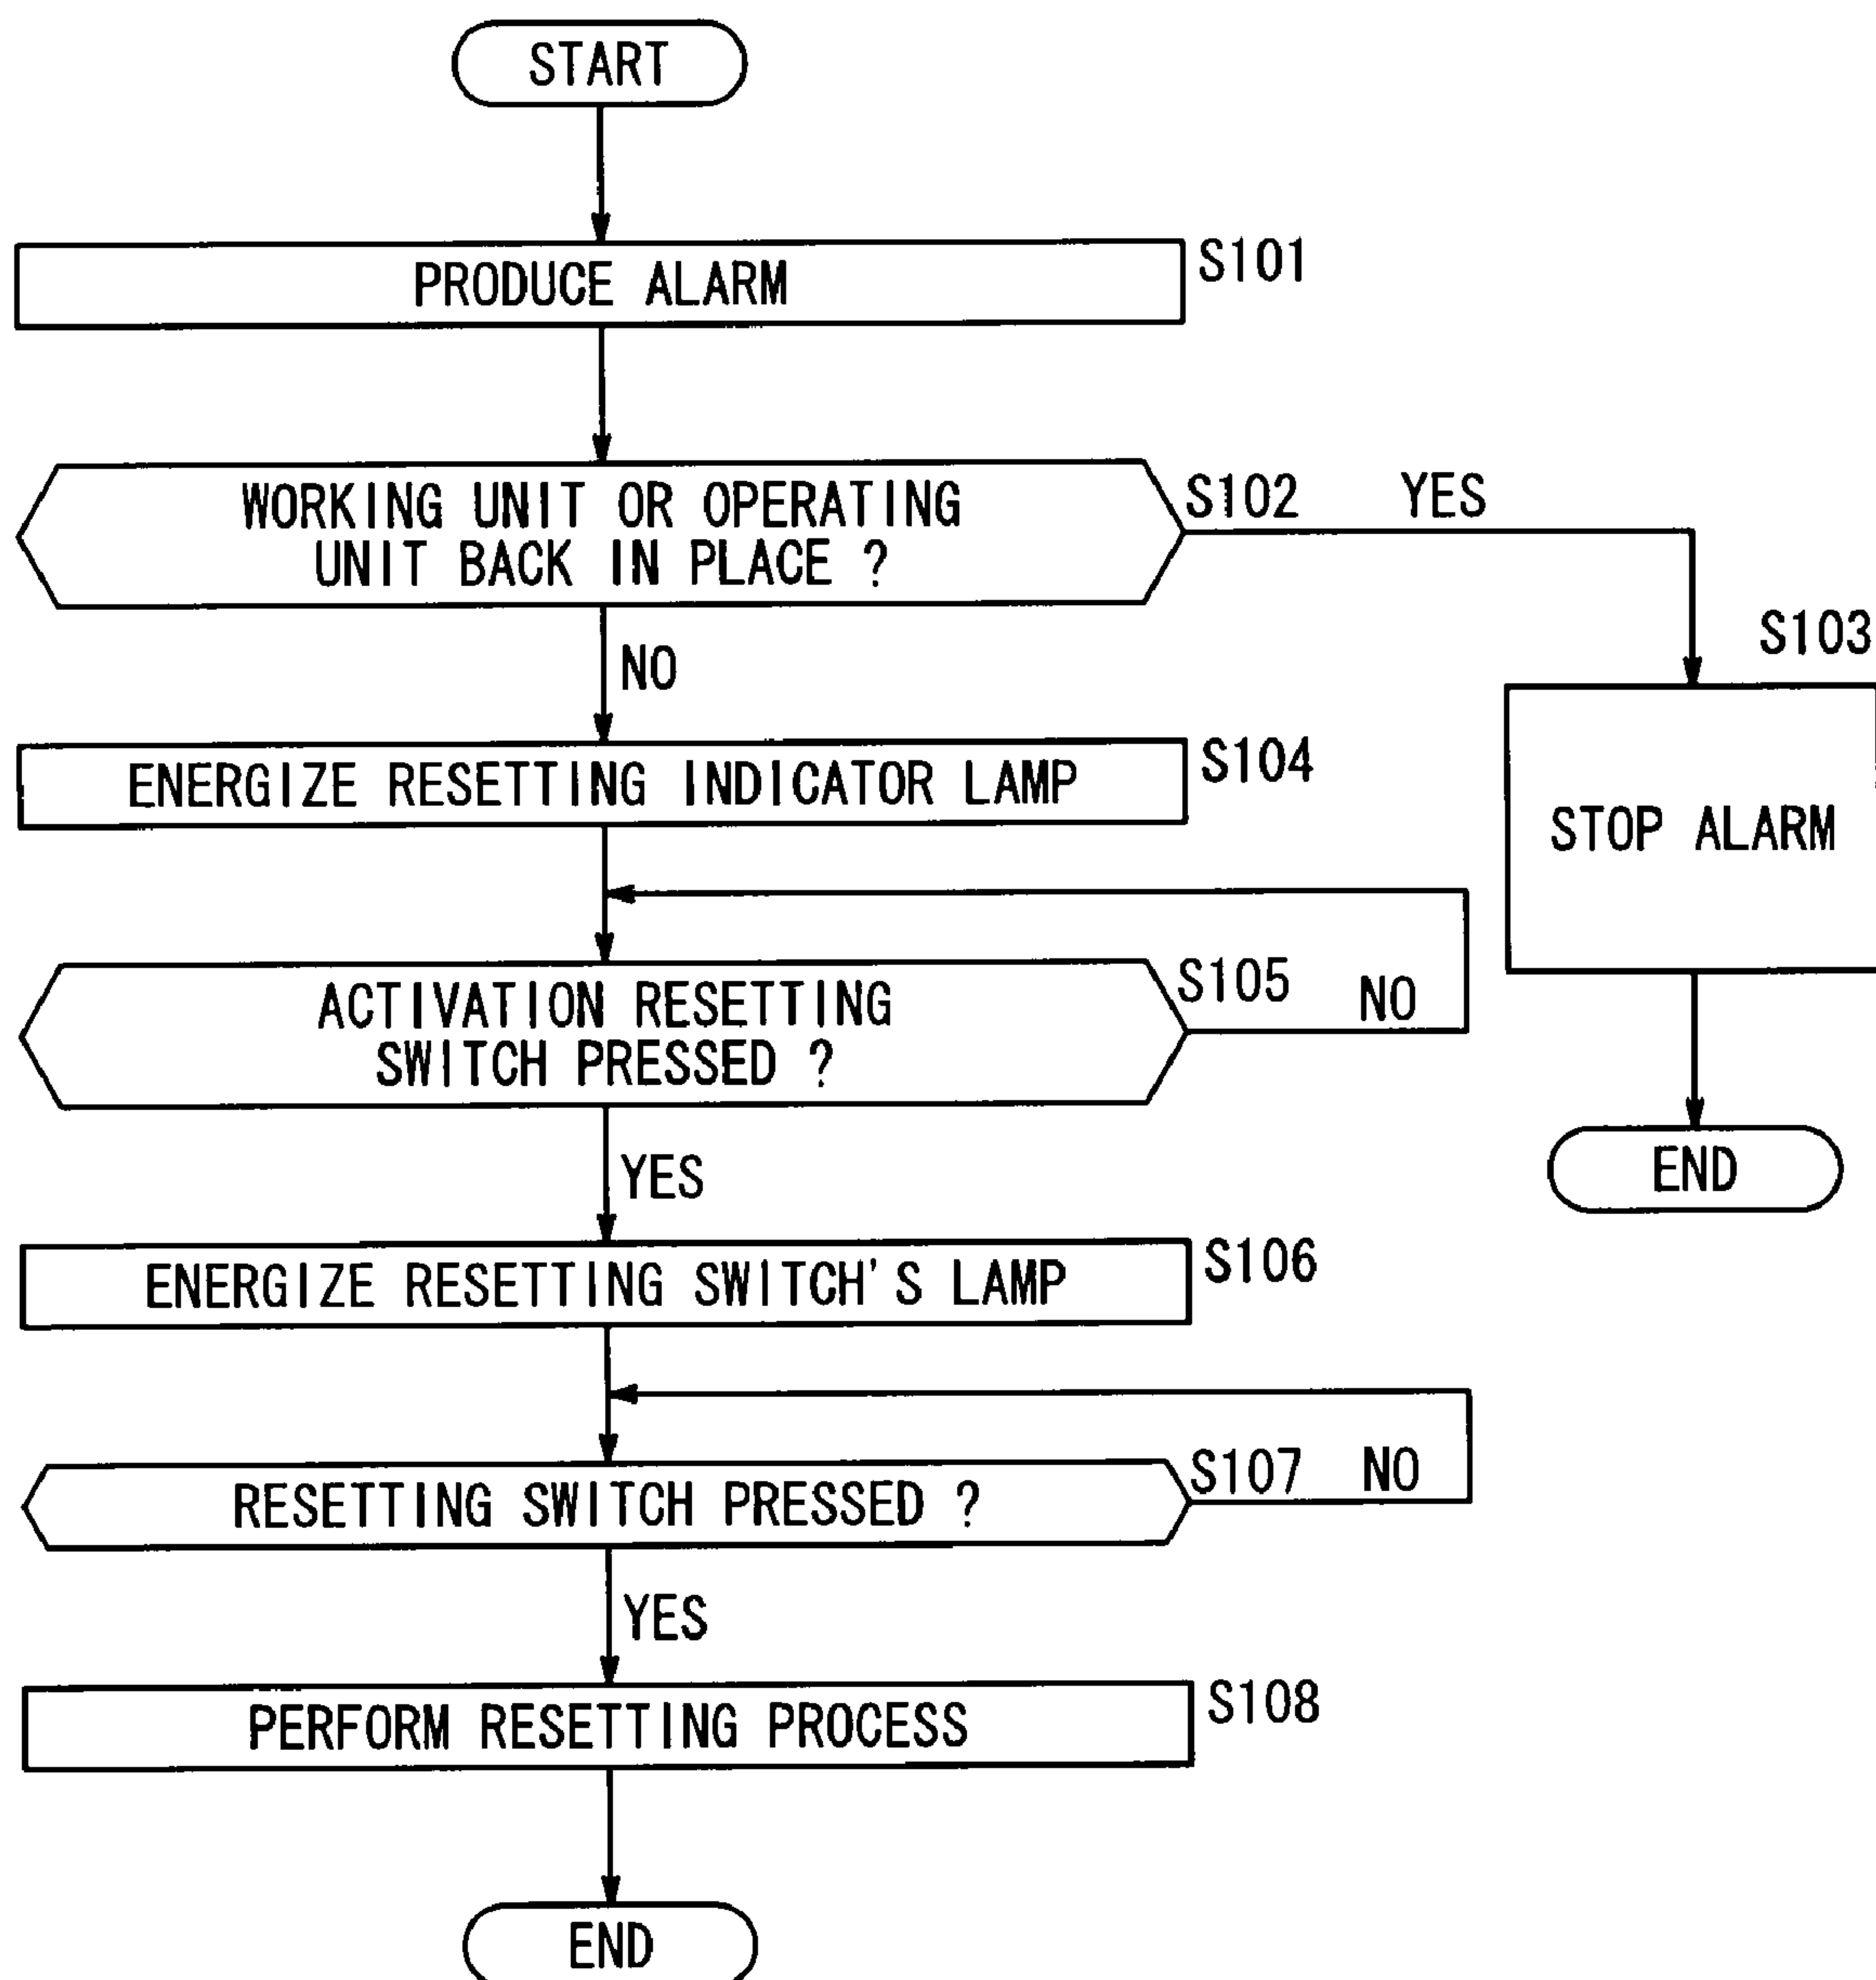 START
PRODUCE ALARM
S101
WORKING UNIT OR OPERATING
UNIT BACK IN PLACE ?
S102
YES
NO
S103
STOP ALARM
END
ENERGIZE RESETTING INDICATOR LAMP
S104
ACTIVATION RESETTING
SWITCH PRESSED ?
S105
NO
YES
ENERGIZE RESETTING SWITCH'S LAMP
S106
RESETTING SWITCH PRESSED ?
S107
NO
YES
PERFORM RESETTING PROCESS
S108
END